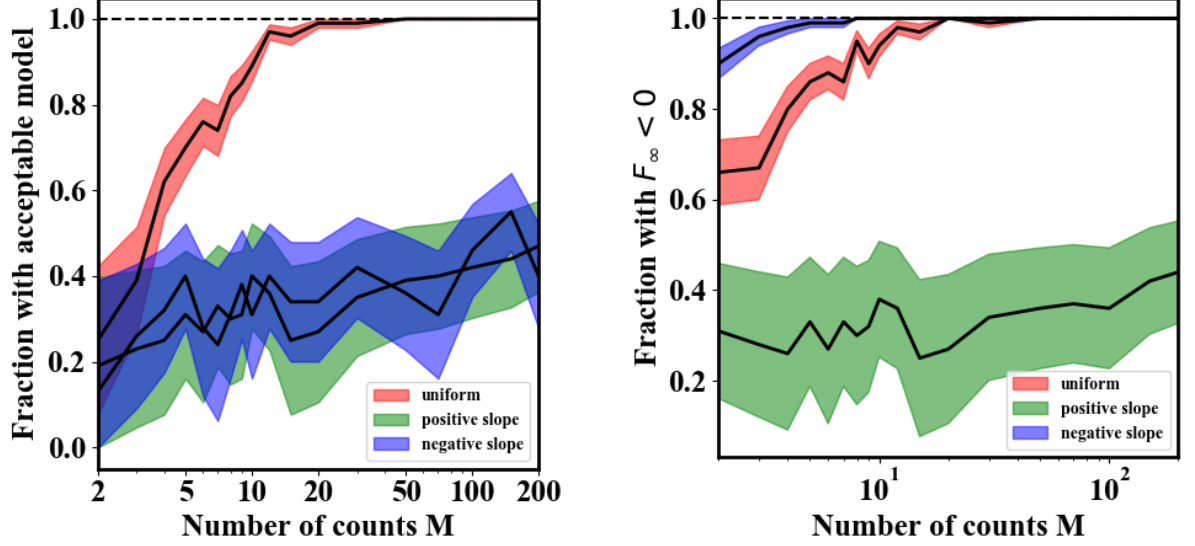 Fraction with acceptable model
1.0
0.8
0.6
0.4
0.2
0.0
2 5 10 20 50 100 200
Number of counts M
uniform
positive slope
negative slope
Fraction with F∞ < 0
1.0
0.8
0.6
0.4
0.2
10¹ 10²
Number of counts M
uniform
positive slope
negative slope